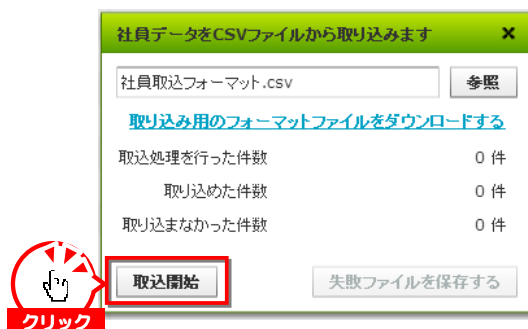 社員データをCSVファイルから取り込みます ×
社員取込フォーマット.csv 参照
取り込み用のフォーマットファイルをダウンロードする
取込処理を行った件数 0 件
取り込めた件数 0 件
取り込まなかった件数 0 件
取込開始 失敗ファイルを保存する
クリック